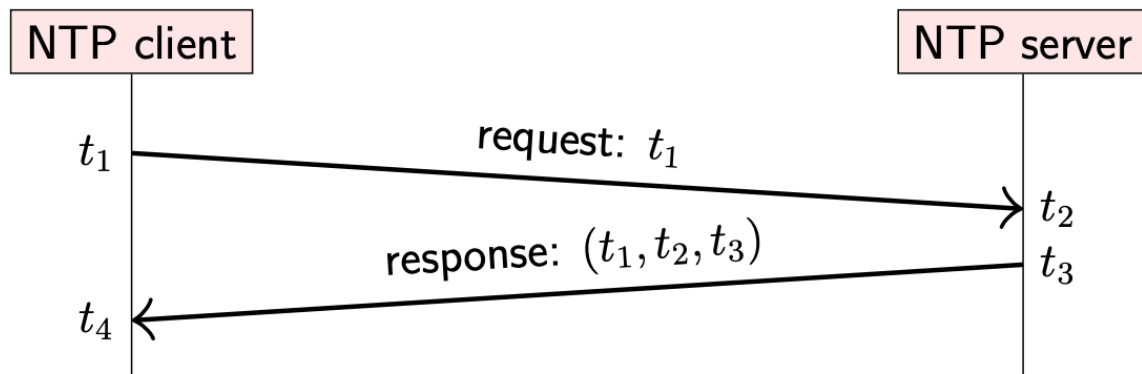 NTP client
NTP server
t₁
request: t₁
t₂
response: (t₁, t₂, t₃)
t₃
t₄